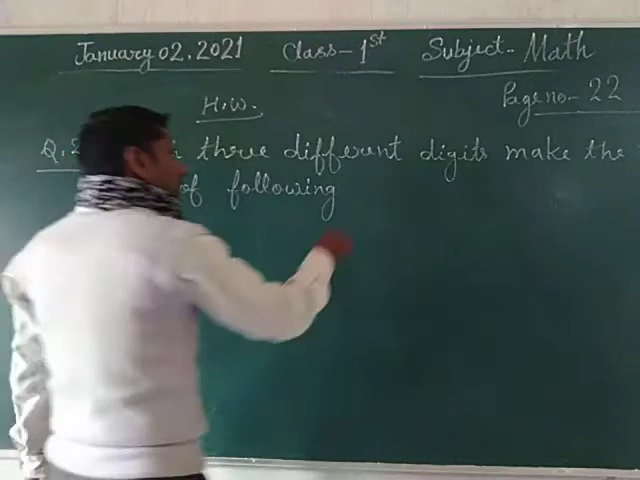 January 02, 2021 Class - 1st Subject - Math
H.W. Page no - 22
Q. three different digits make the
of following